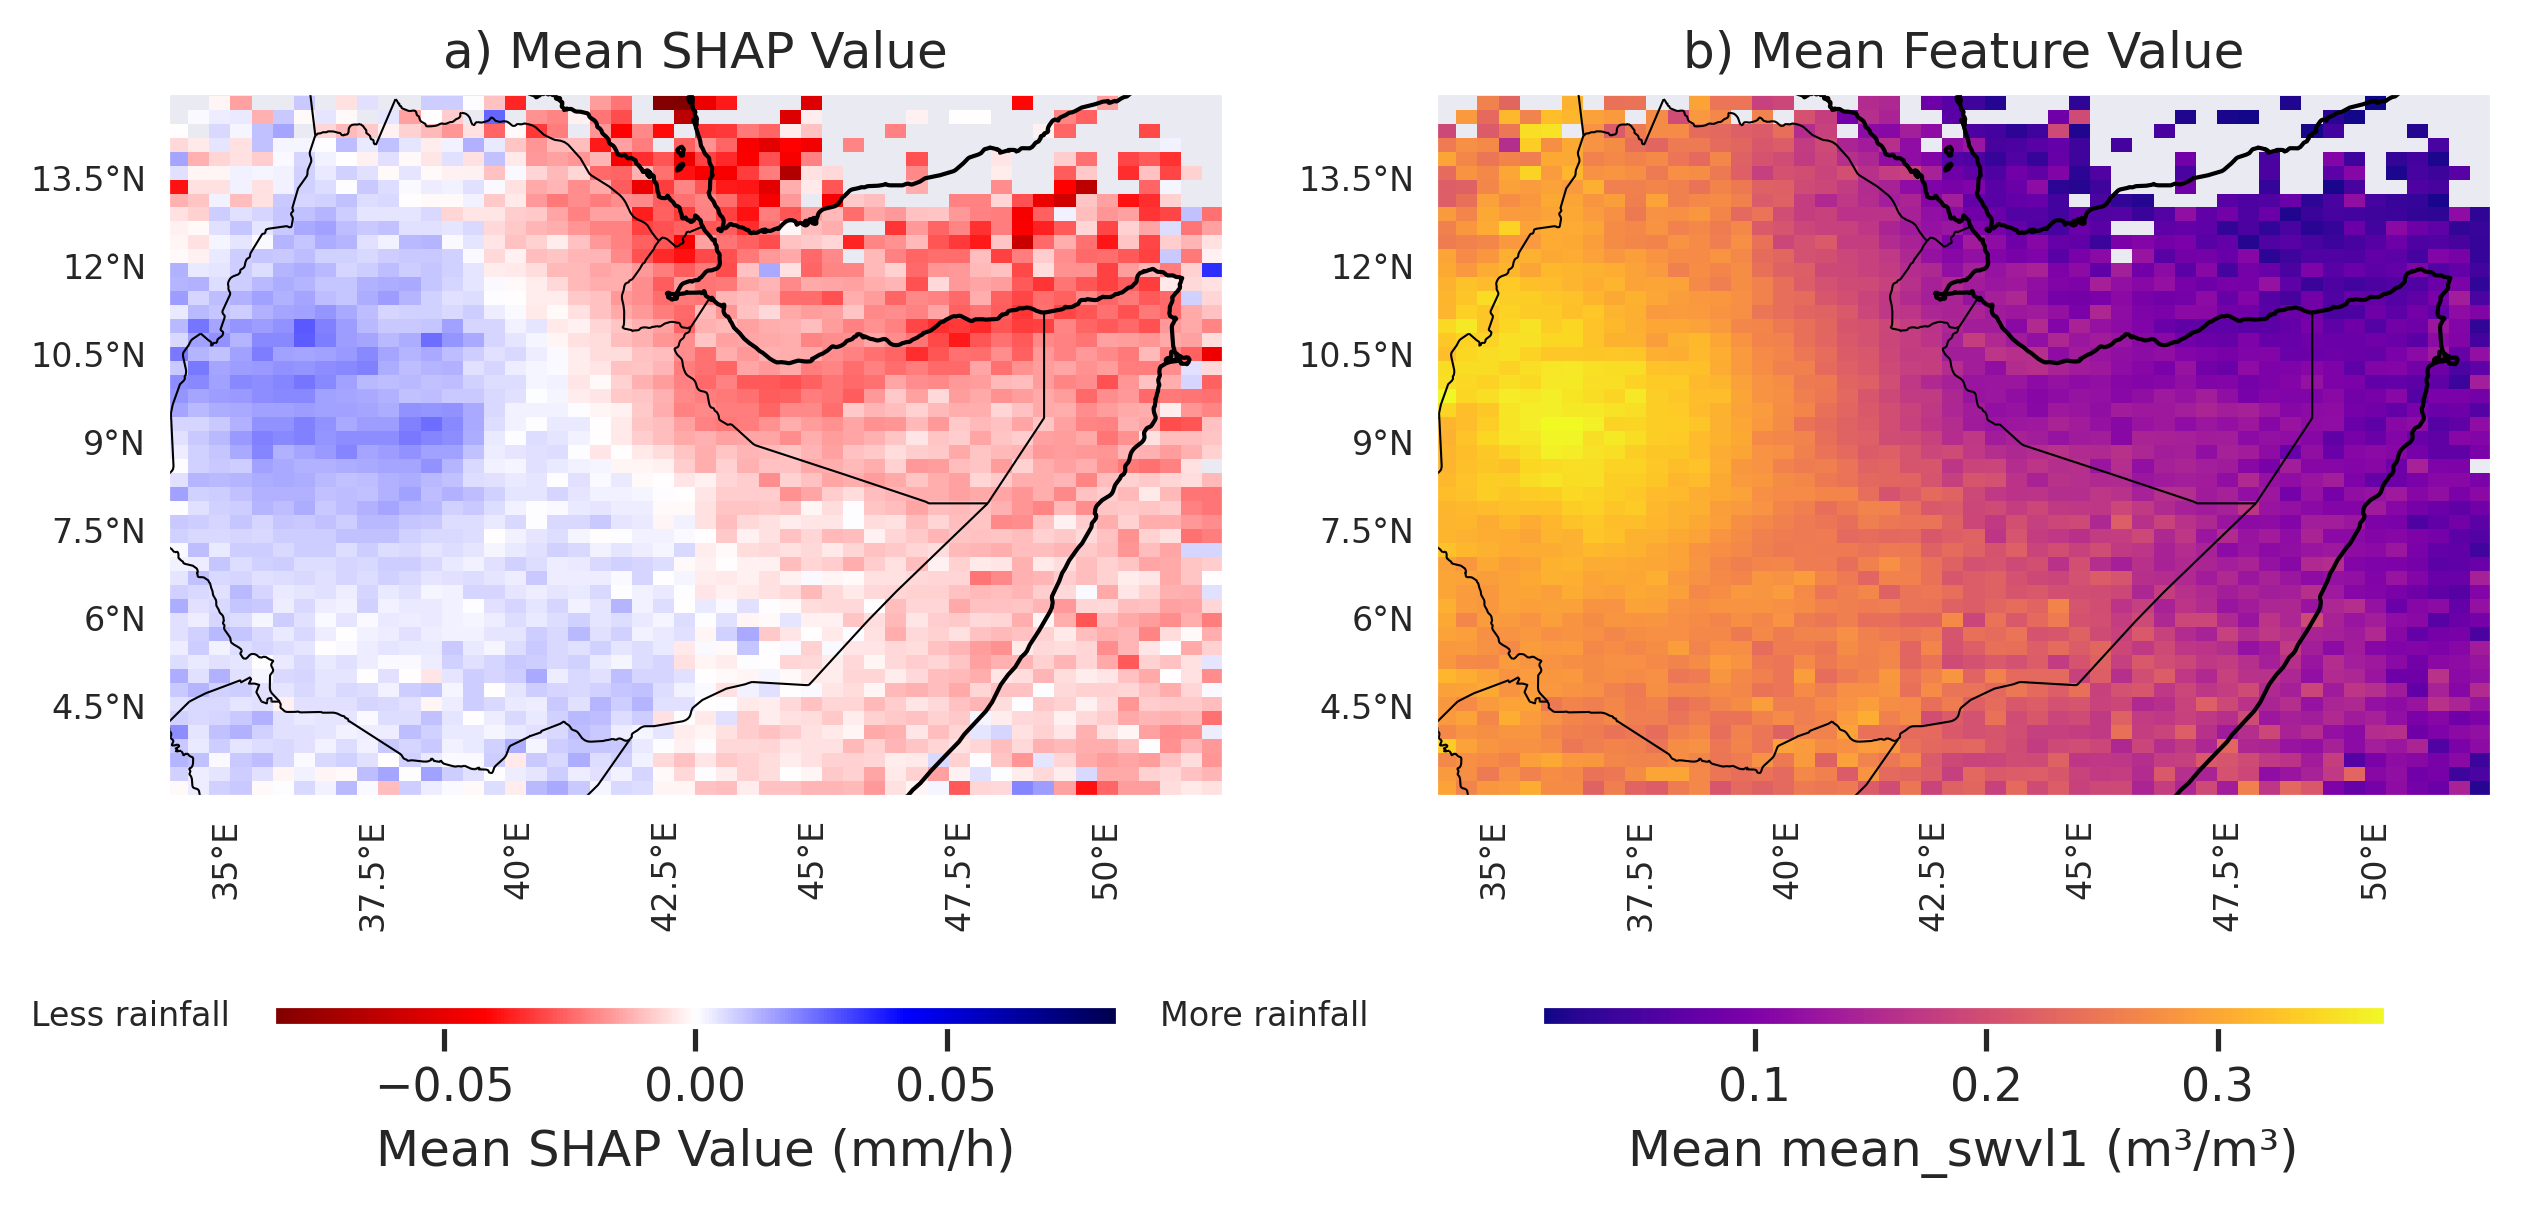 a) Mean SHAP Value
b) Mean Feature Value
13.5°N
12°N
10.5°N
9°N
7.5°N
6°N
4.5°N
13.5°N
12°N
10.5°N
9°N
7.5°N
6°N
4.5°N
35°E
37.5°E
40°E
42.5°E
45°E
47.5°E
50°E
35°E
37.5°E
40°E
42.5°E
45°E
47.5°E
50°E
Less rainfall
More rainfall
−0.05
0.00
0.05
0.1
0.2
0.3
Mean SHAP Value (mm/h)
Mean mean_swvl1 (m³/m³)